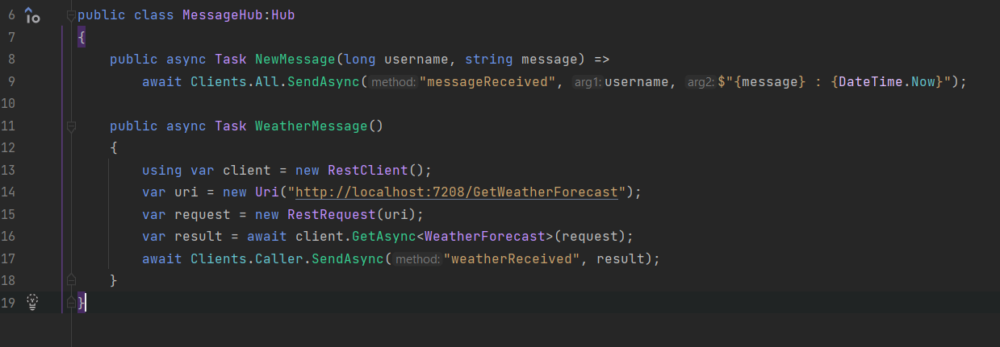 6 public class MessageHub:Hub
7 {
8 public async Task NewMessage(long username, string message) =>
9 await Clients.All.SendAsync( method: "messageReceived", arg1: username, arg2: $"{message} : {DateTime.Now}");
10
11 public async Task WeatherMessage()
12 {
13 using var client = new RestClient();
14 var uri = new Uri("http://localhost:7208/GetWeatherForecast");
15 var request = new RestRequest(uri);
16 var result = await client.GetAsync<WeatherForecast>(request);
17 await Clients.Caller.SendAsync( method: "weatherReceived", result);
18 }
19 }